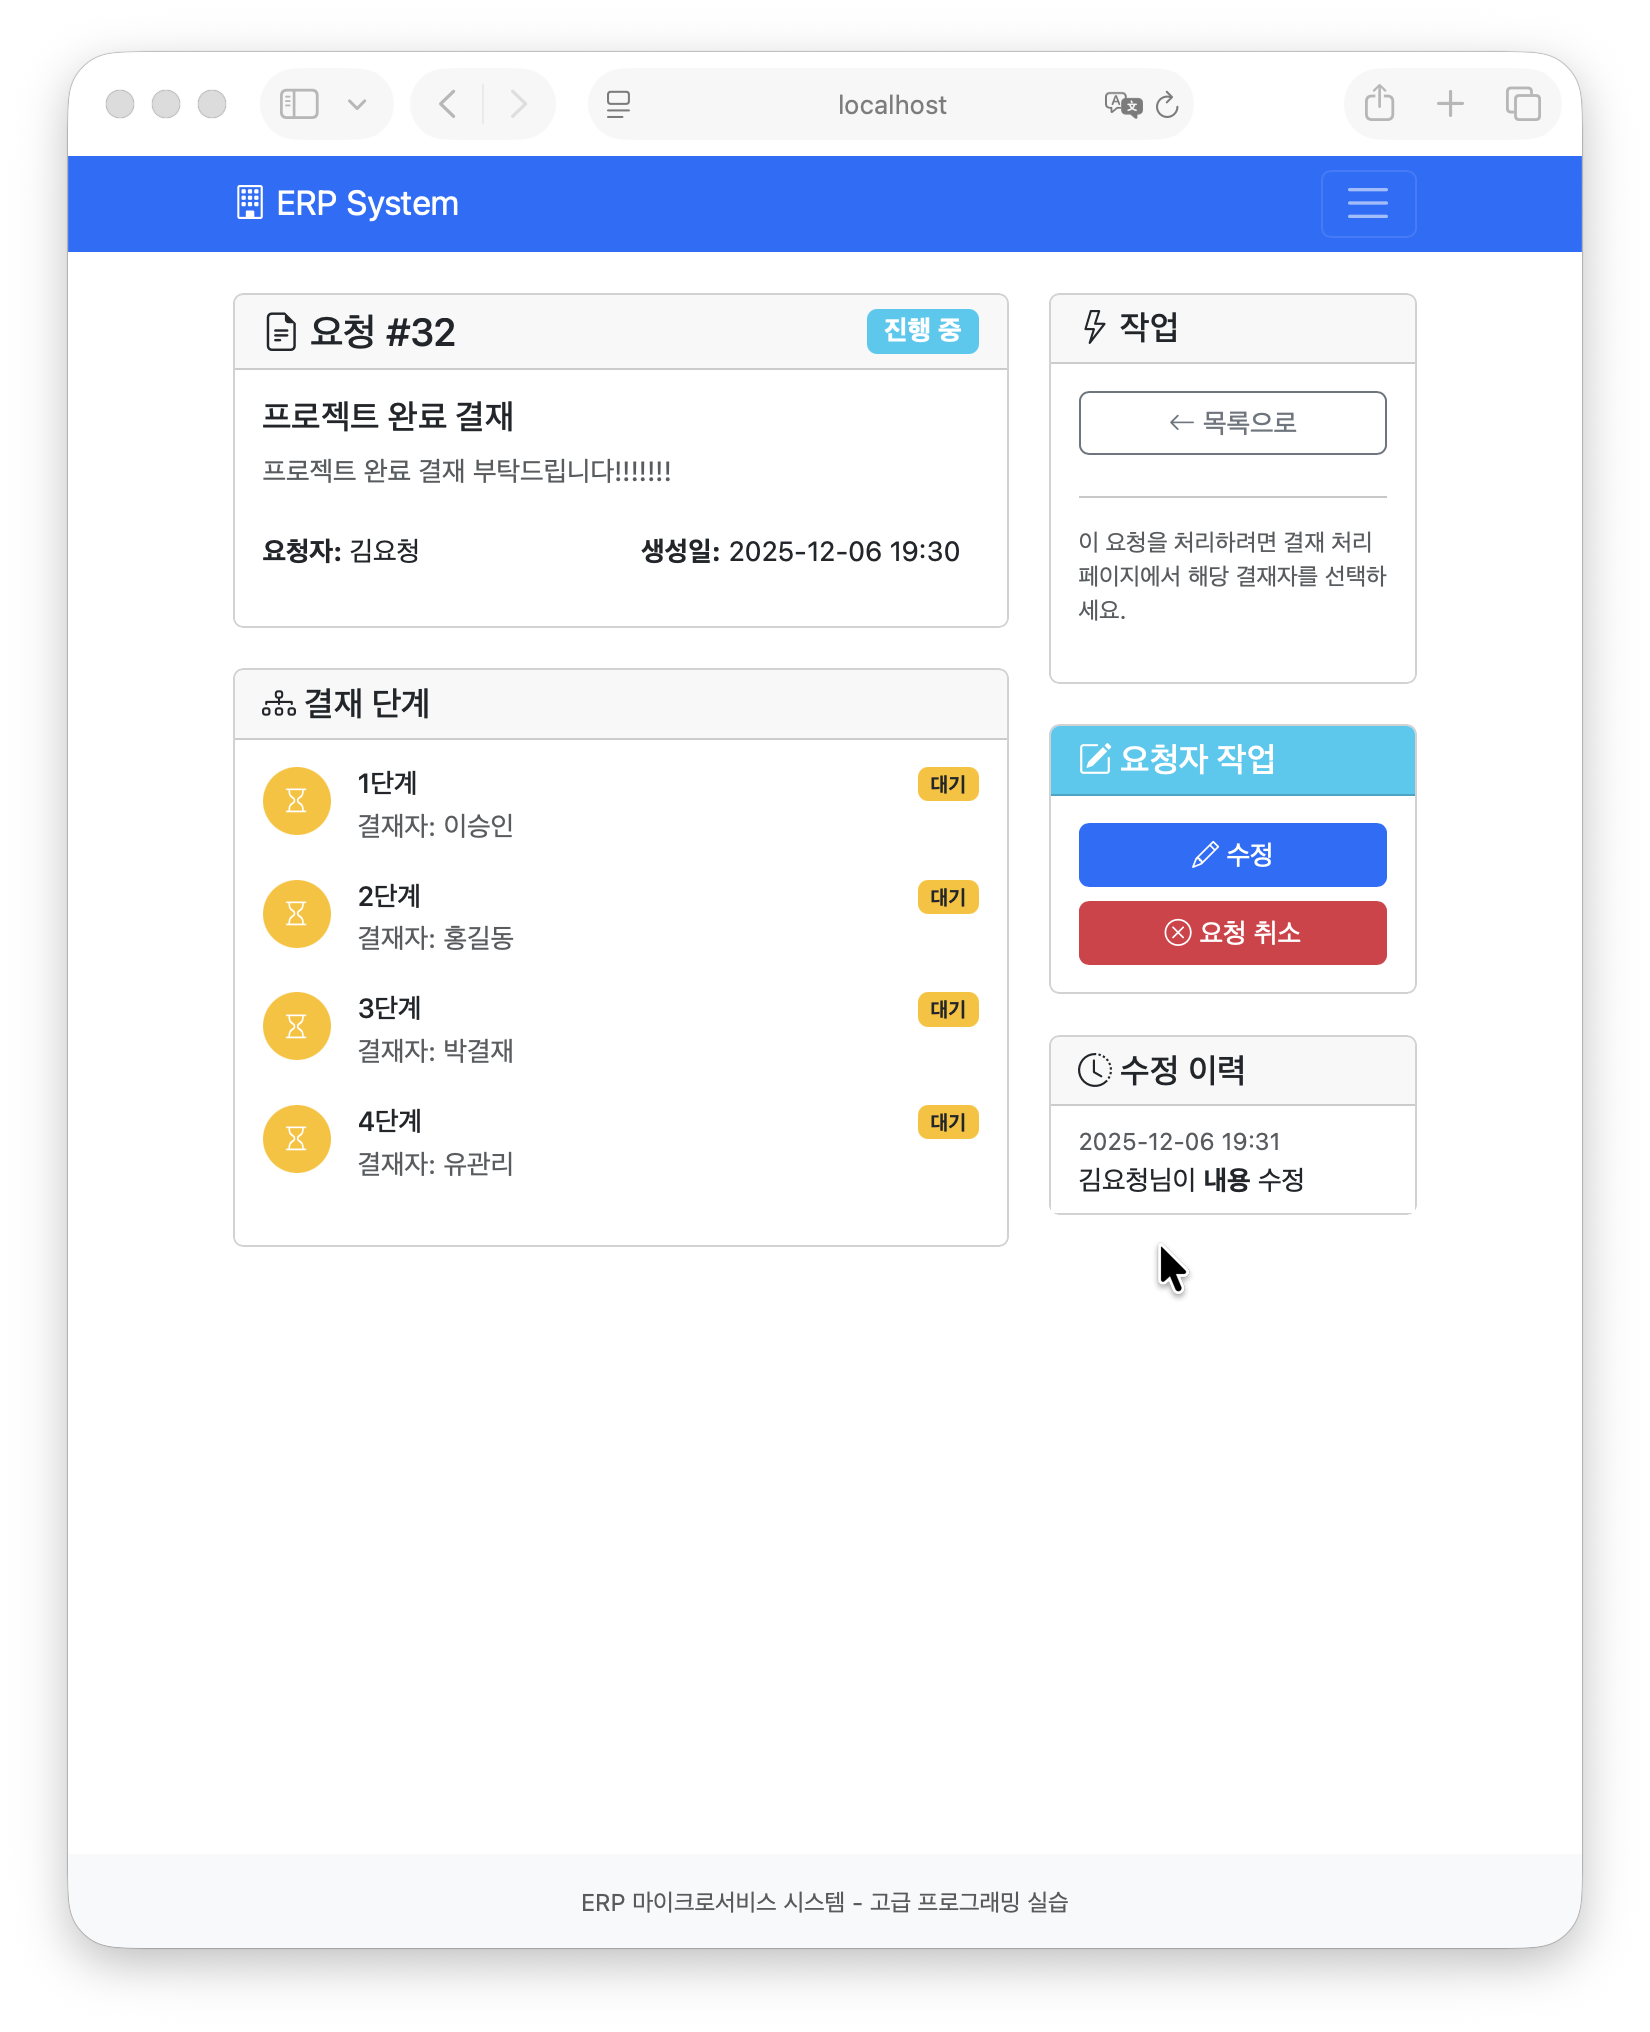 localhost
ERP System
요청 #32
진행 중
프로젝트 완료 결재
프로젝트 완료 결재 부탁드립니다!!!!!!!
요청자: 김요청
생성일: 2025-12-06 19:30
결재 단계
1단계
대기
결재자: 이승인
2단계
대기
결재자: 홍길동
3단계
대기
결재자: 박결재
4단계
대기
결재자: 유관리
작업
← 목록으로
이 요청을 처리하려면 결재 처리
페이지에서 해당 결재자를 선택하
세요.
요청자 작업
수정
요청 취소
수정 이력
2025-12-06 19:31
김요청님이 내용 수정
ERP 마이크로서비스 시스템 - 고급 프로그래밍 실습